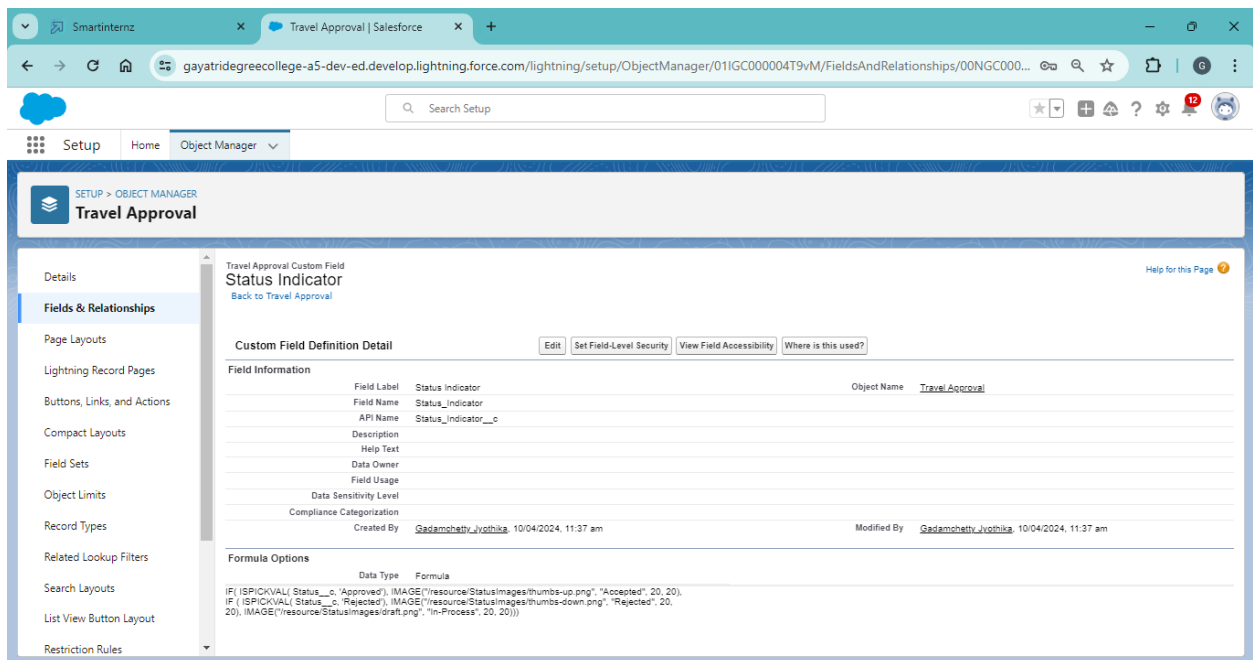 Smartinternz
Travel Approval | Salesforce
gayatridegreecollege-a5-dev-ed.develop.lightning.force.com/lightning/setup/ObjectManager/01IGC000004T9vM/FieldsAndRelationships/00NGC000...
G
Search Setup
12
Setup Home Object Manager
SETUP > OBJECT MANAGER
Travel Approval
Details
Fields & Relationships
Page Layouts
Lightning Record Pages
Buttons, Links, and Actions
Compact Layouts
Field Sets
Object Limits
Record Types
Related Lookup Filters
Search Layouts
List View Button Layout
Restriction Rules
Travel Approval Custom Field
Status Indicator
Back to Travel Approval
Help for this Page
Custom Field Definition Detail Edit Set Field-Level Security View Field Accessibility Where is this used?
Field Information
Field Label Status Indicator Object Name Travel Approval
Field Name Status_Indicator
API Name Status_Indicator__c
Description
Help Text
Data Owner
Field Usage
Data Sensitivity Level
Compliance Categorization
Created By Gadamchetty Jyothika, 10/04/2024, 11:37 am Modified By Gadamchetty Jyothika, 10/04/2024, 11:37 am
Formula Options
Data Type Formula
IF( ISPICKVAL( Status__c, 'Approved'), IMAGE("/resource/StatusImages/thumbs-up.png", "Accepted", 20, 20),
IF ( ISPICKVAL( Status__c, 'Rejected'), IMAGE("/resource/StatusImages/thumbs-down.png", "Rejected", 20,
20), IMAGE("/resource/StatusImages/draft.png", "In-Process", 20, 20)))